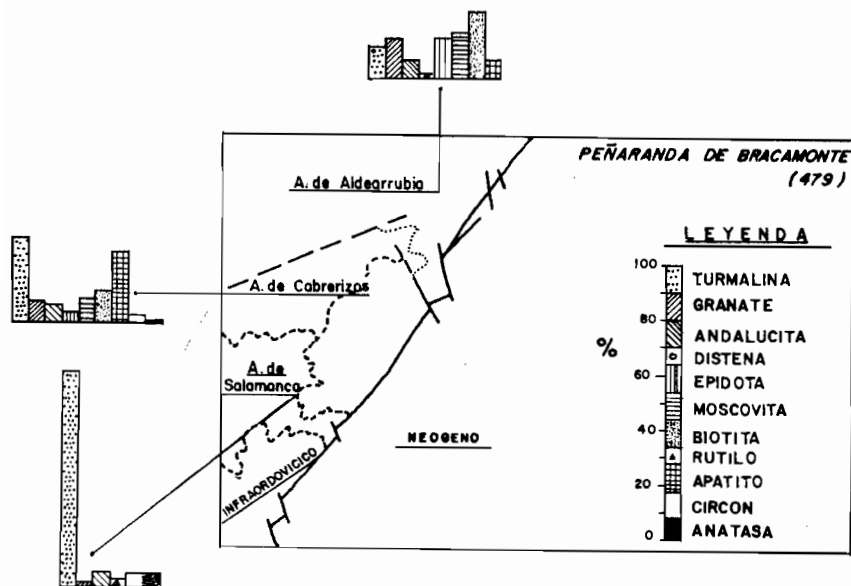 PEÑARANDA DE BRACAMONTE
(479)
A. de Aldearrubia
LEYENDA
A. de Cabrerizos
A. de
Salamanca
NEOGENO
INFRAORDOVICICO
%
100
80
60
40
20
0
TURMALINA
GRANATE
ANDALUCITA
DISTENA
EPIDOTA
MOSCOVITA
BIOTITA
RUTILO
APATITO
CIRCON
ANATASA